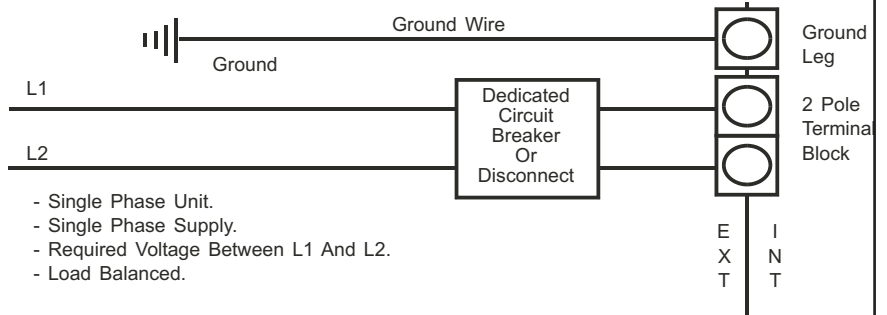 Ground Wire
Ground
Leg
Ground
L1
Dedicated
Circuit
Breaker
Or
Disconnect
2 Pole
Terminal
Block
L2
- Single Phase Unit.
- Single Phase Supply.
- Required Voltage Between L1 And L2.
- Load Balanced.
E
X
T
I
N
T